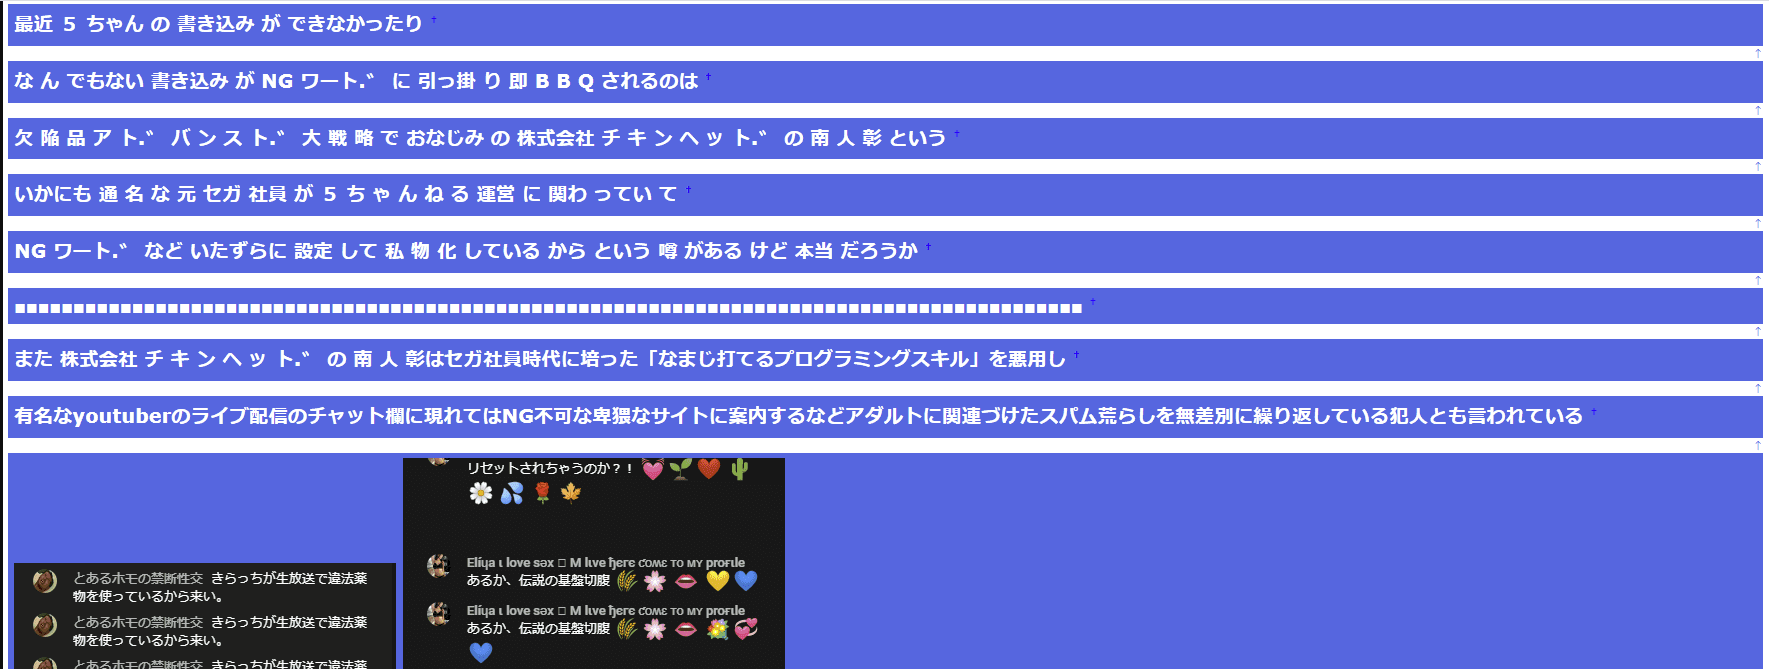 最近 ５ ちゃん の 書き込み が できなかったり †
↑
な ん でもない 書き込み が NG ワート.゛ に 引っ掛 り 即 B B Q されるのは †
↑
欠 陥 品 ア ト.゛ バ ン ス ト.゛ 大 戦 略 で おなじみ の 株式会社 チ キ ン ヘ ッ ト.゛ の 南 人 彰 という †
↑
いかにも 通 名 な 元 セガ 社員 が ５ ち ゃ ん ね る 運営 に 関わ ってい て †
↑
NG ワート.゛ など いたずらに 設定 して 私 物 化 している から という 噂 がある けど 本当 だろうか †
↑
■■■■■■■■■■■■■■■■■■■■■■■■■■■■■■■■■■■■■■■■■■■■■■■■■■■■■■■■■■■■■■■■■■■■■■■■■■■■■■■■■■■■■■■■■■■ †
↑
また 株式会社 チ キ ン ヘ ッ ト.゛ の 南 人 彰はセガ社員時代に培った「なまじ打てるプログラミングスキル」を悪用し †
↑
有名なyoutuberのライブ配信のチャット欄に現れてはNG不可な卑猥なサイトに案内するなどアダルトに関連づけたスパム荒らしを無差別に繰り返している犯人とも言われている †
↑
とあるホモの禁断性交 きらっちが生放送で違法薬
物を使っているから来い。
とあるホモの禁断性交 きらっちが生放送で違法薬
物を使っているから来い。
とあるホモの禁断性交 きらっちが生放送で違法薬
リセットされちゃうのか？！ 💓 🌱 ❤️ 🌵
🌼 💦 🌹 🍁
Elíya ι love sǝx ▯ M lιve ђerє ƈoмɛ тo мʏ proғιle
あるか、伝説の基盤切腹 🌾 🌸 👄 💛 💙
Elíya ι love sǝx ▯ M lιve ђerє ƈoмɛ тo мʏ proғιle
あるか、伝説の基盤切腹 🌾 🌸 👄 💐 💞
💙